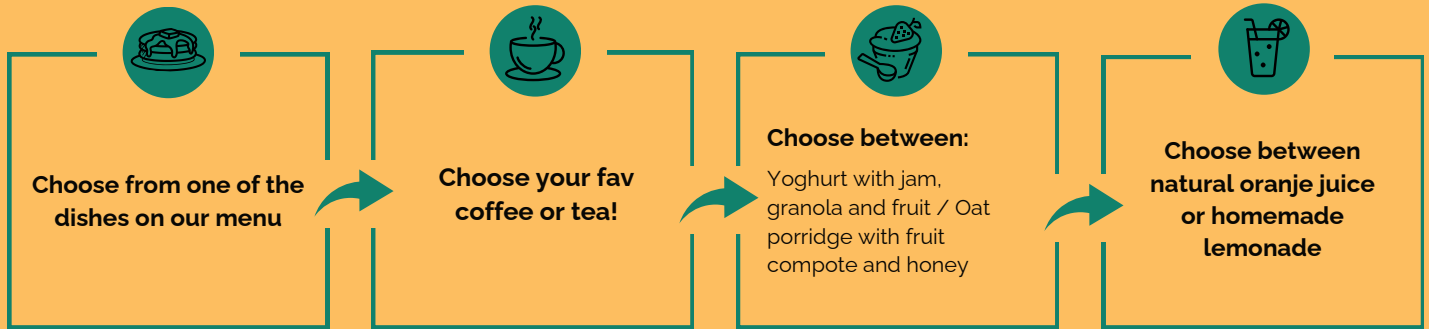 Choose from one of the
dishes on our menu
Choose your fav
coffee or tea!
Choose between:
Yoghurt with jam,
granola and fruit / Oat
porridge with fruit
compote and honey
Choose between
natural oranje juice
or homemade
lemonade